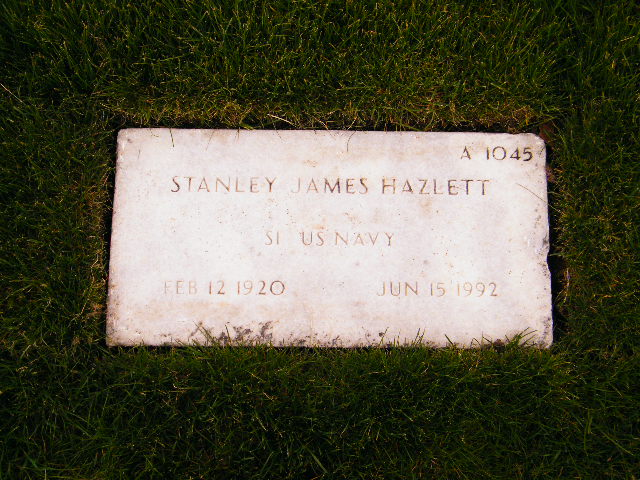 A 1045
STANLEY JAMES HAZLETT
S1 US NAVY
FEB 12 1920 JUN 15 1992